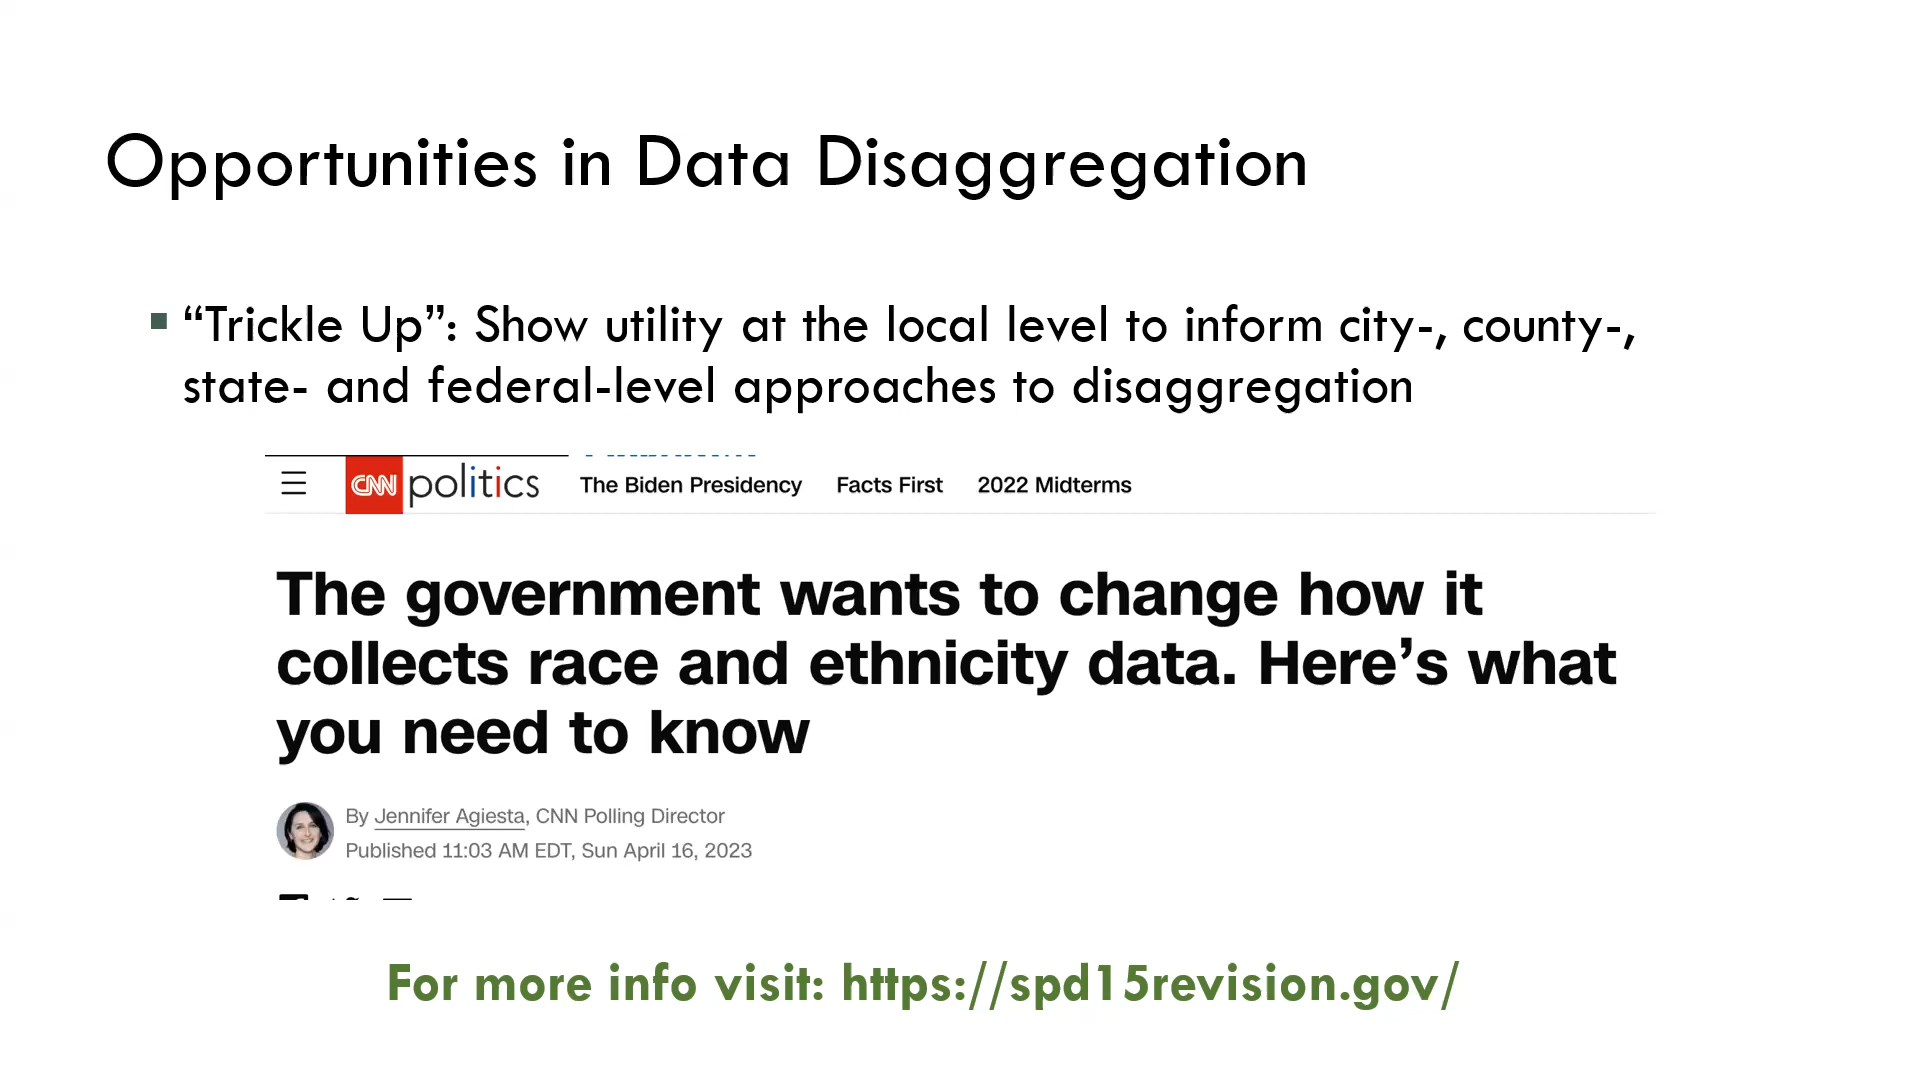 Opportunities in Data Disaggregation
“Trickle Up”: Show utility at the local level to inform city-, county-,
state- and federal-level approaches to disaggregation
CNN politics The Biden Presidency Facts First 2022 Midterms
The government wants to change how it
collects race and ethnicity data. Here’s what
you need to know
By Jennifer Agiesta, CNN Polling Director
Published 11:03 AM EDT, Sun April 16, 2023
For more info visit: https://spd15revision.gov/